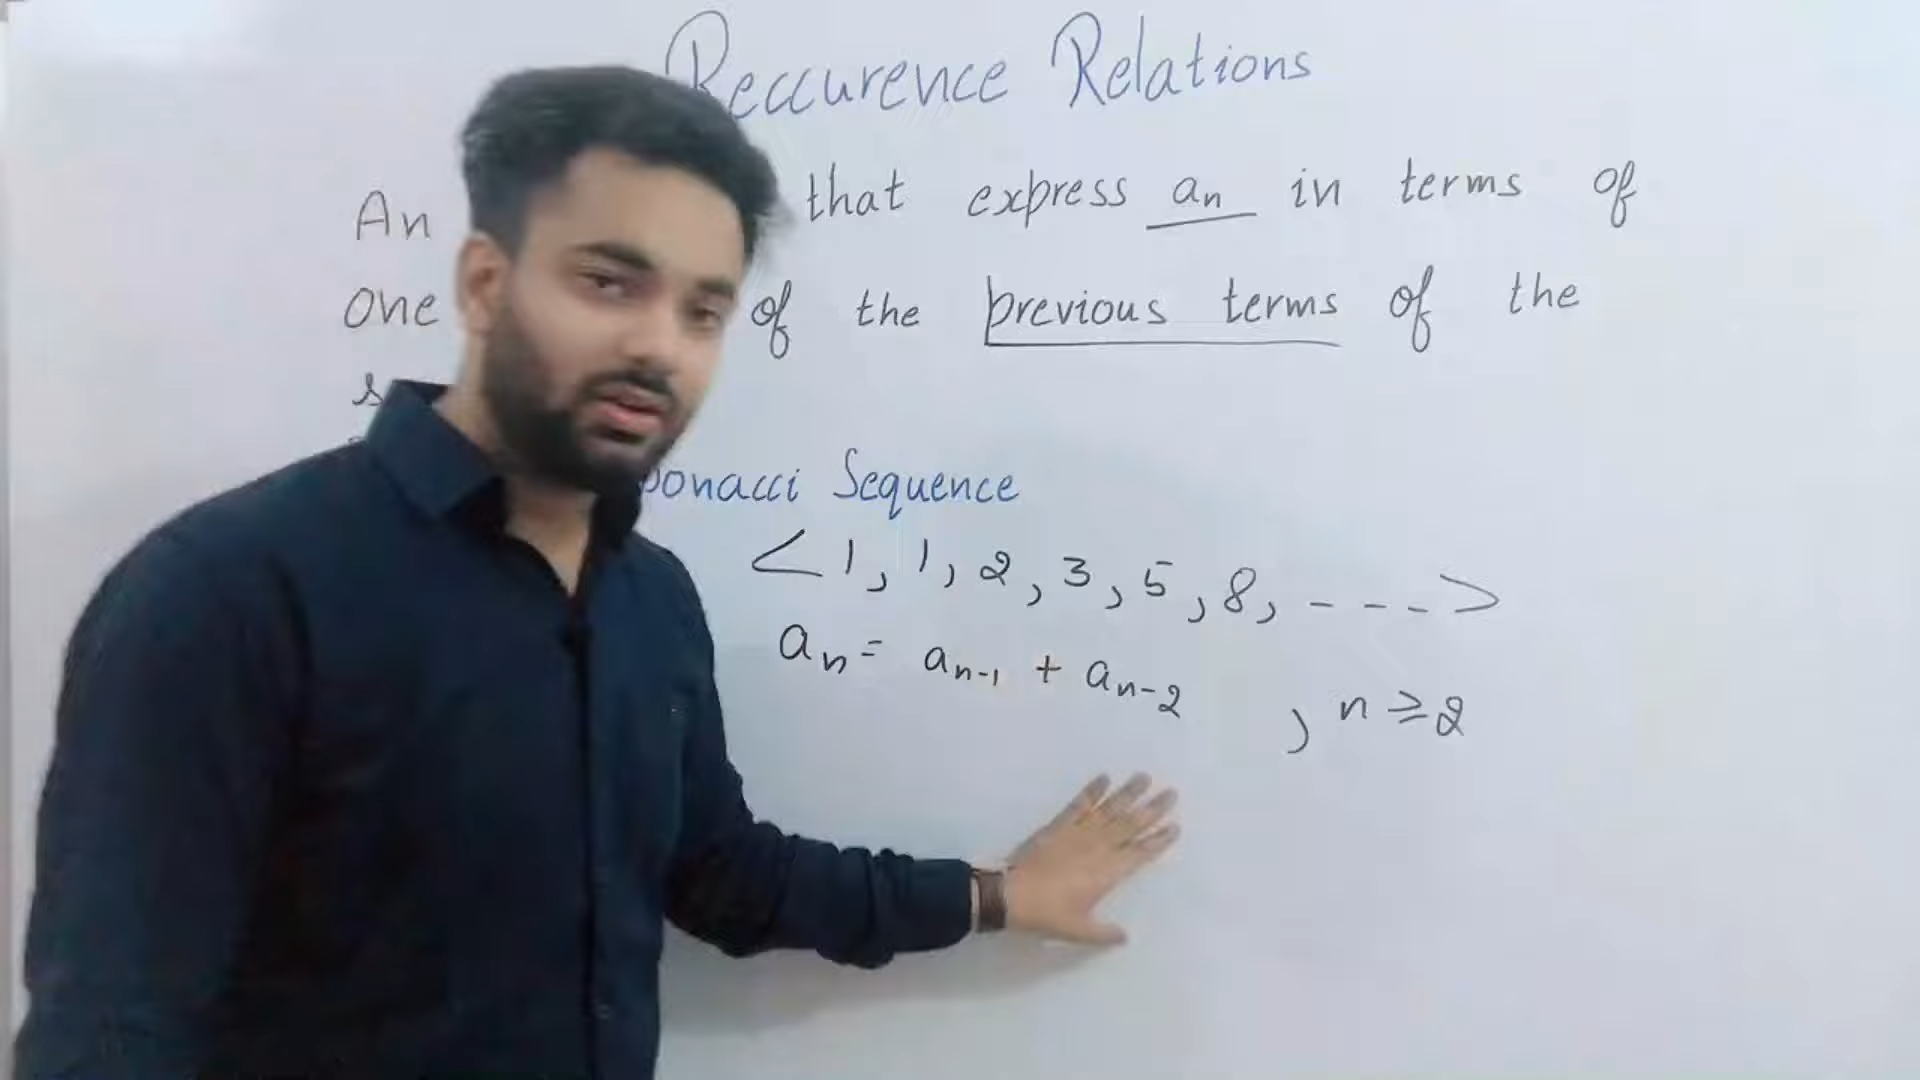 Reccurence Relations
An that express an in terms of
One of the previous terms of the
Sequence
< 1, 1, 2, 3, 5, 8, - - - - >
an = an-1 + an-2 , n ≥ 2